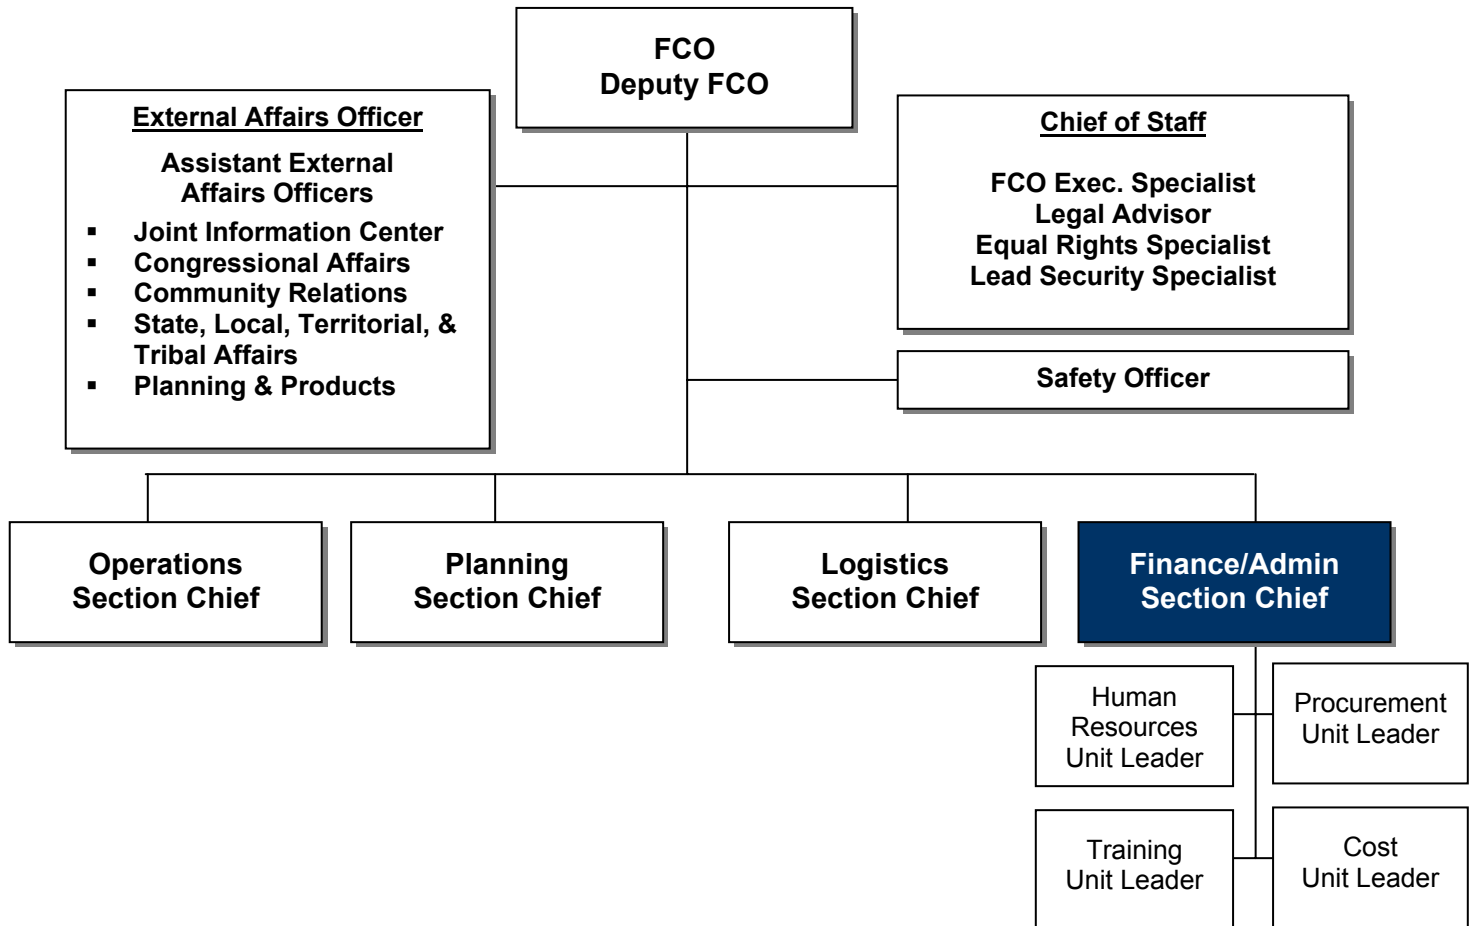 FCO
Deputy FCO
External Affairs Officer
Assistant External
Affairs Officers
▪ Joint Information Center
▪ Congressional Affairs
▪ Community Relations
▪ State, Local, Territorial, &
Tribal Affairs
▪ Planning & Products
Chief of Staff
FCO Exec. Specialist
Legal Advisor
Equal Rights Specialist
Lead Security Specialist
Safety Officer
Operations
Section Chief
Planning
Section Chief
Logistics
Section Chief
Finance/Admin
Section Chief
Human
Resources
Unit Leader
Procurement
Unit Leader
Training
Unit Leader
Cost
Unit Leader